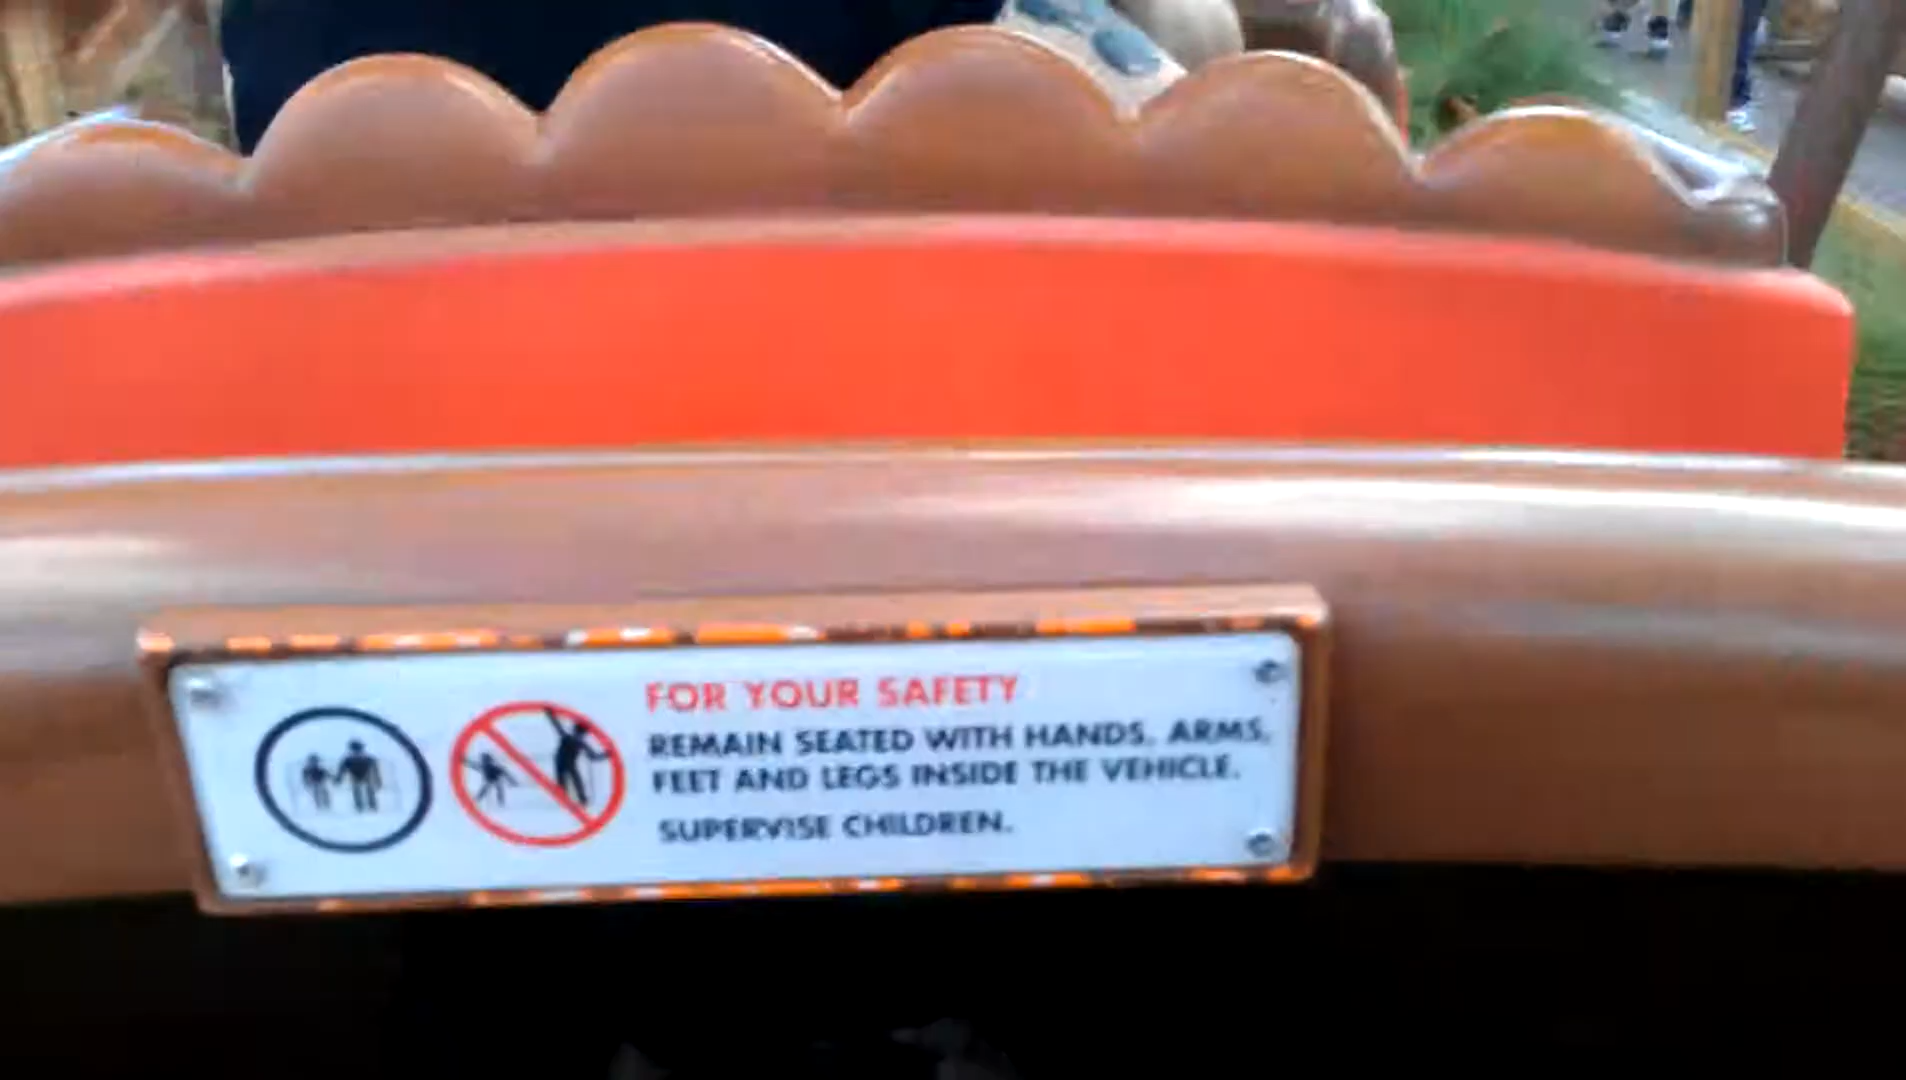 FOR YOUR SAFETY
REMAIN SEATED WITH HANDS, ARMS,
FEET AND LEGS INSIDE THE VEHICLE.
SUPERVISE CHILDREN.